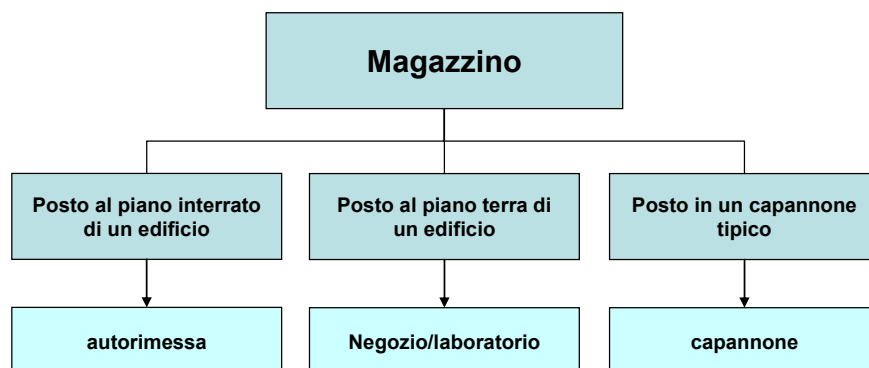 Magazzino
Posto al piano interrato
di un edificio
Posto al piano terra di
un edificio
Posto in un capannone
tipico
autorimessa
Negozio/laboratorio
capannone